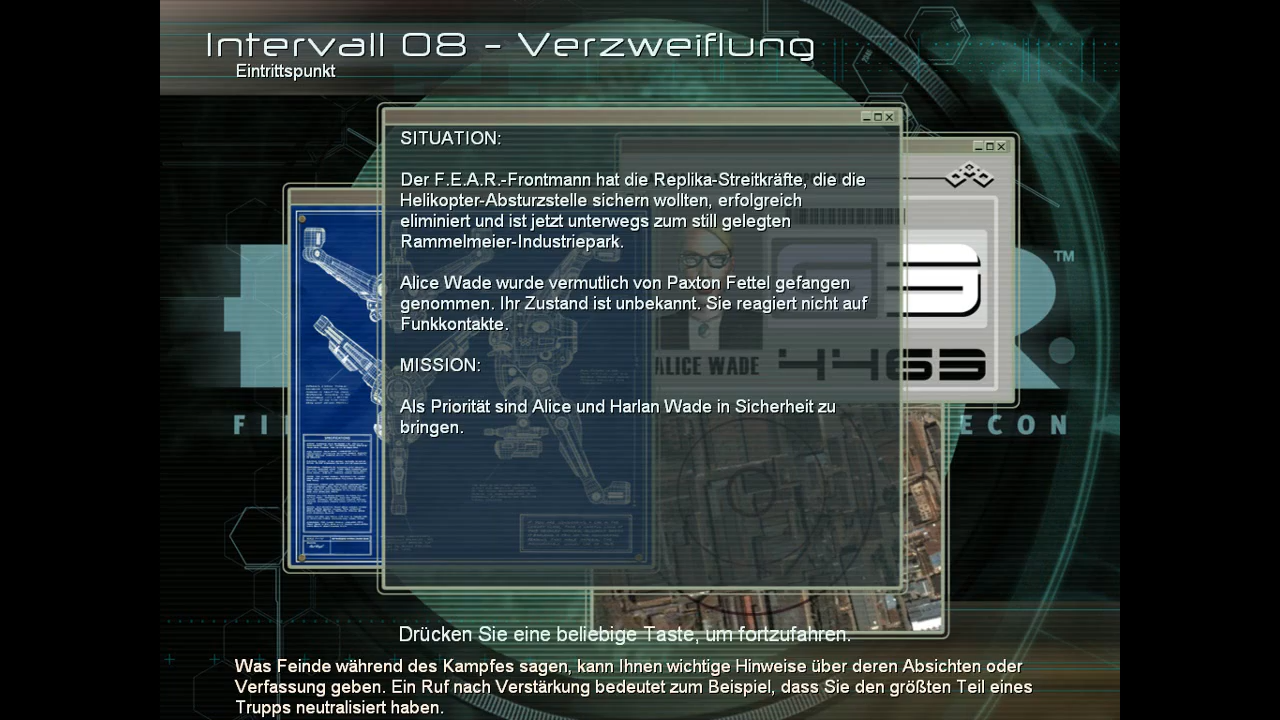 Intervall 08 - Verzweiflung
Eintrittspunkt
SITUATION:
Der F.E.A.R.-Frontmann hat die Replika-Streitkräfte, die die
Helikopter-Absturzstelle sichern wollten, erfolgreich
eliminiert und ist jetzt unterwegs zum still gelegten
Rammelmeier-Industriepark.
Alice Wade wurde vermutlich von Paxton Fettel gefangen
genommen. Ihr Zustand ist unbekannt. Sie reagiert nicht auf
Funkkontakte.
MISSION:
Als Priorität sind Alice und Harlan Wade in Sicherheit zu
bringen.
63
ALICE WADE 4463
R.™
ECON
Drücken Sie eine beliebige Taste, um fortzufahren.
Was Feinde während des Kampfes sagen, kann Ihnen wichtige Hinweise über deren Absichten oder
Verfassung geben. Ein Ruf nach Verstärkung bedeutet zum Beispiel, dass Sie den größten Teil eines
Trupps neutralisiert haben.